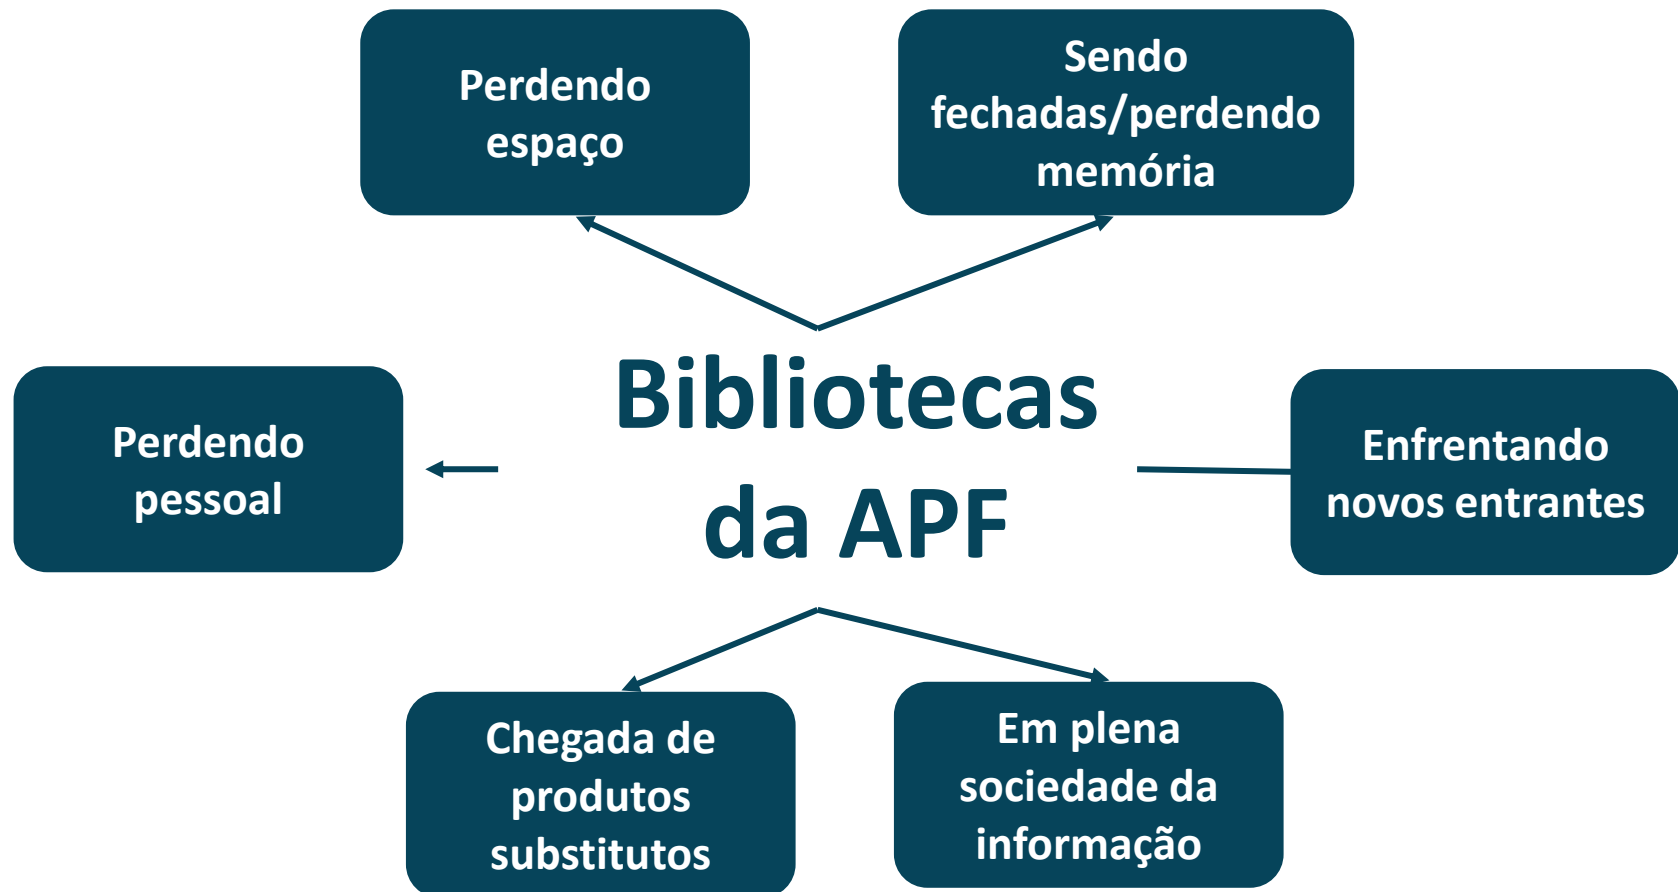 Perdendo
espaço
Sendo
fechadas/perdendo
memória
Bibliotecas
da APF
Perdendo
pessoal
Enfrentando
novos entrantes
Chegada de
produtos
substitutos
Em plena
sociedade da
informação